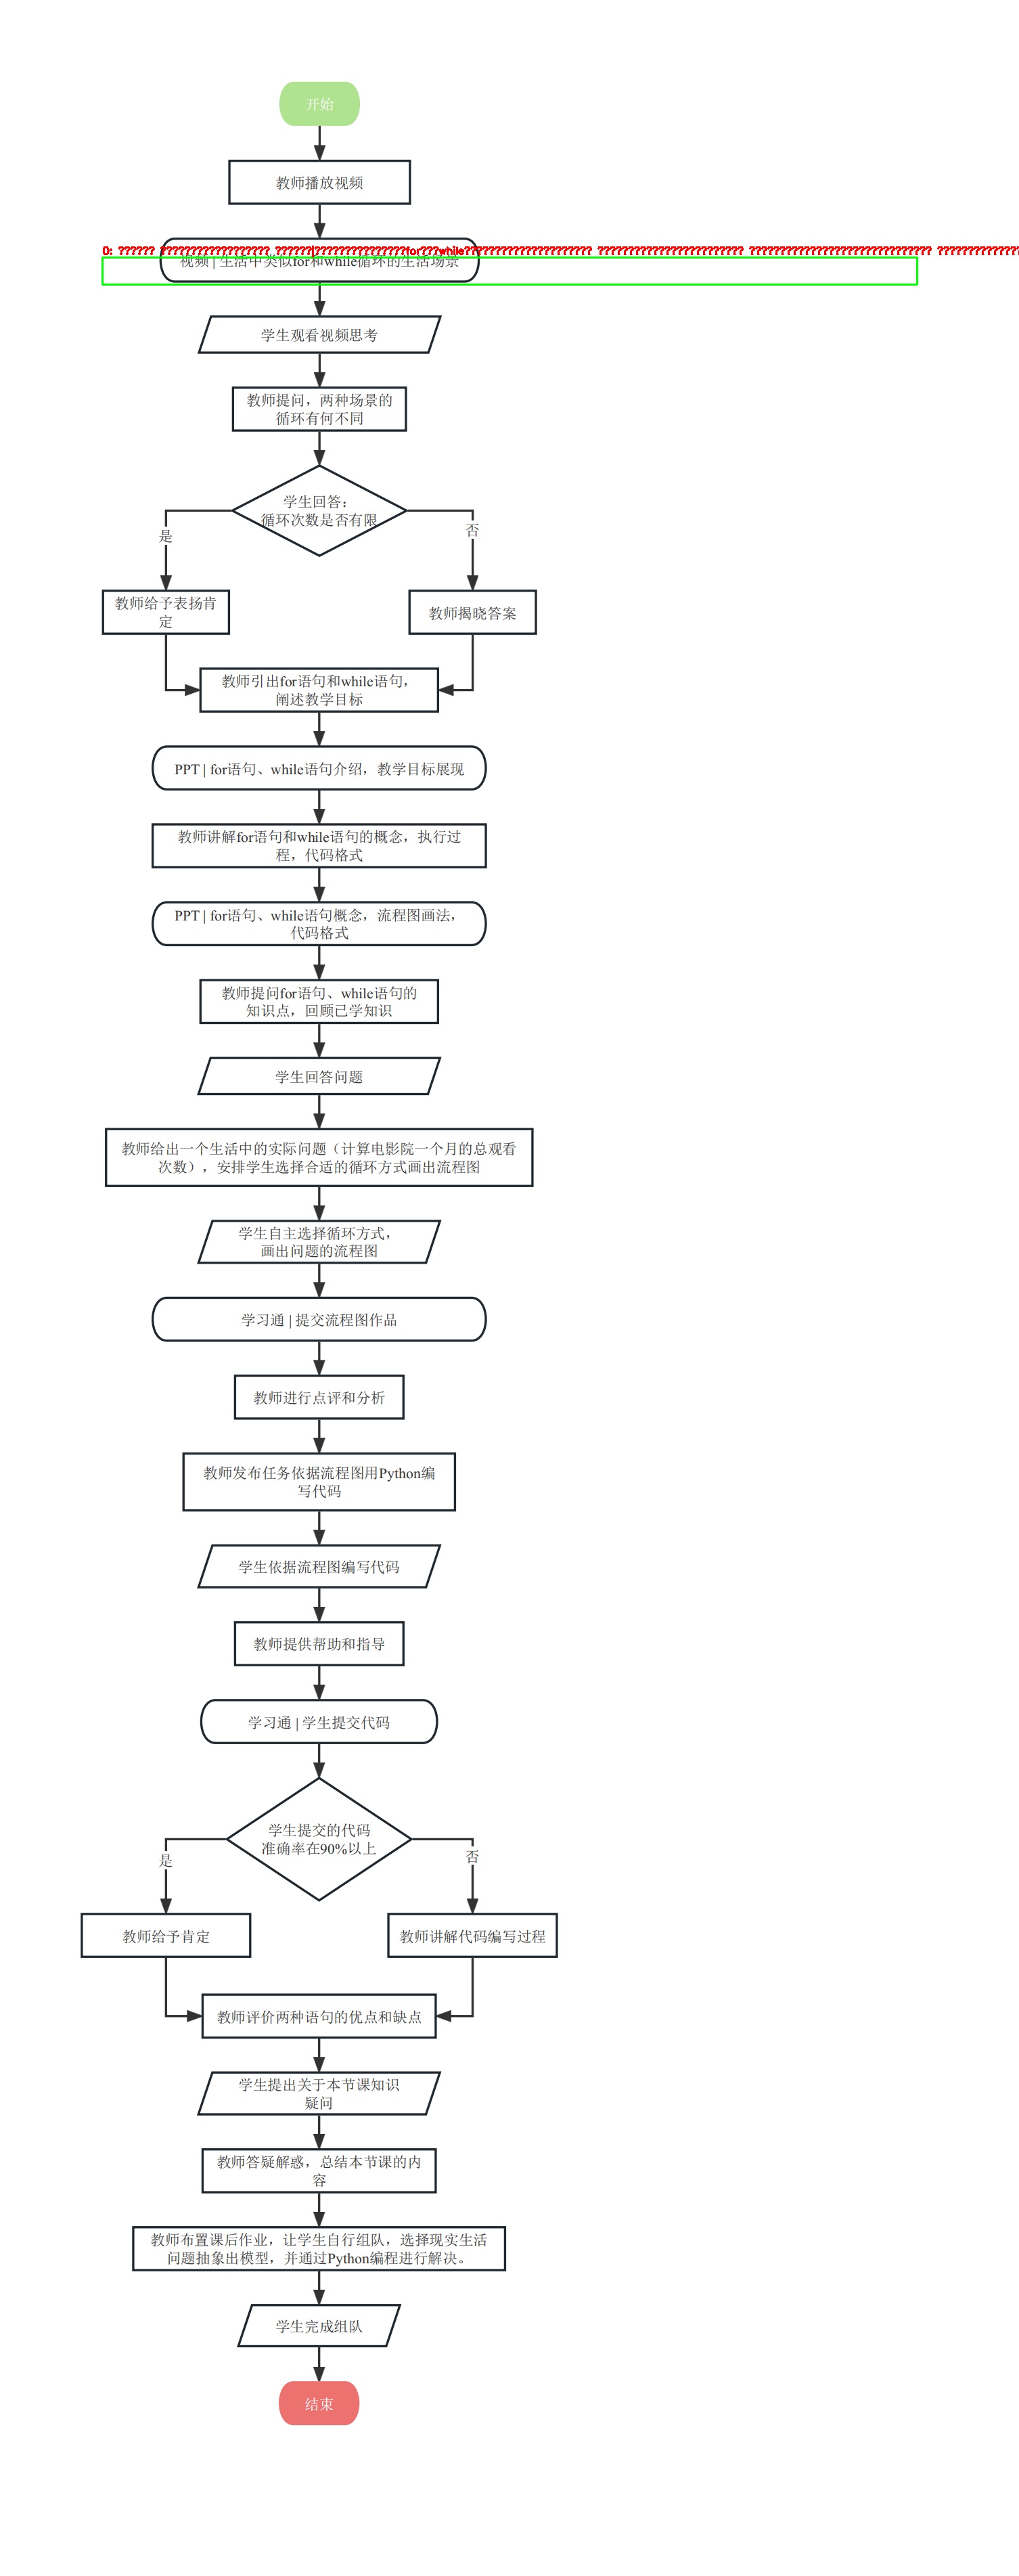 开始
教师播放视频
0: ?????? ?????????????????? ??????|???????????????for???while????????????????????? ???????????????????????? ?????????????????????????????? ?????????????
视频 | 生活中类似for和while循环的生活场景
学生观看视频思考
教师提问，两种场景的
循环有何不同
学生回答：
循环次数是否有限
是
否
教师给予表扬肯
定
教师揭晓答案
教师引出for语句和while语句，
阐述教学目标
PPT | for语句、while语句介绍，教学目标展现
教师讲解for语句和while语句的概念，执行过
程，代码格式
PPT | for语句、while语句概念，流程图画法，
代码格式
教师提问for语句、while语句的
知识点，回顾已学知识
学生回答问题
教师给出一个生活中的实际问题（计算电影院一个月的总观看
次数），安排学生选择合适的循环方式画出流程图
学生自主选择循环方式，
画出问题的流程图
学习通 | 提交流程图作品
教师进行点评和分析
教师发布任务依据流程图用Python编
写代码
学生依据流程图编写代码
教师提供帮助和指导
学习通 | 学生提交代码
学生提交的代码
准确率在90%以上
是
否
教师给予肯定
教师讲解代码编写过程
教师评价两种语句的优点和缺点
学生提出关于本节课知识
疑问
教师答疑解惑，总结本节课的内
容
教师布置课后作业，让学生自行组队，选择现实生活
问题抽象出模型，并通过Python编程进行解决。
学生完成组队
结束